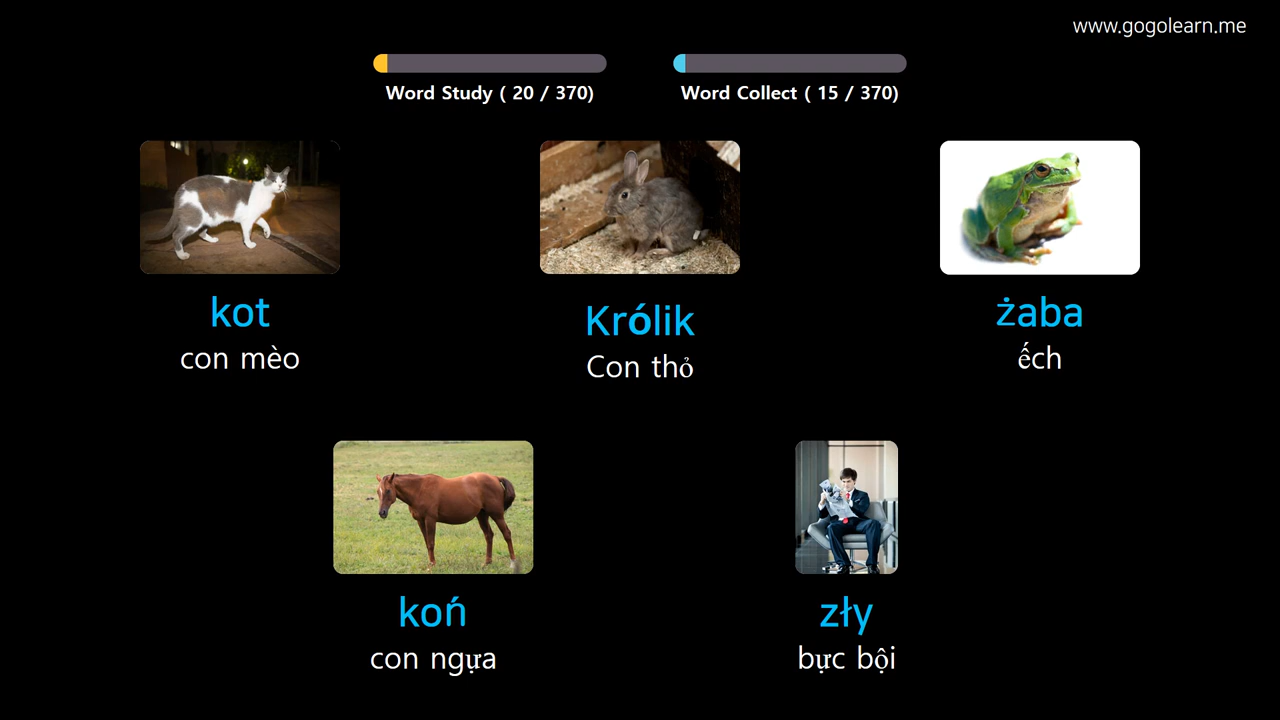 www.gogolearn.me
Word Study ( 20 / 370)
Word Collect ( 15 / 370)
kot
con mèo
Królik
Con thỏ
żaba
ếch
koń
con ngựa
zły
bực bội